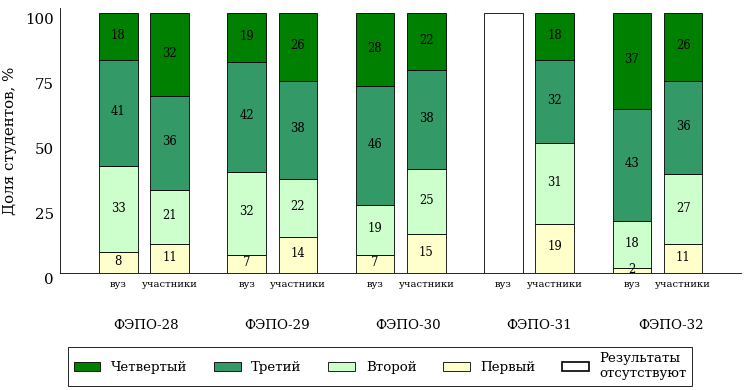 Доля студентов, %
100
75
50
25
0
18 32 19 26 28 22 18 37 26
41 36 42 38 46 38 32 43 36
33 21 32 22 19 25 31 18 27
8 11 7 14 7 15 19 2 11
вуз участники вуз участники вуз участники вуз участники вуз участники
ФЭПО-28 ФЭПО-29 ФЭПО-30 ФЭПО-31 ФЭПО-32
Четвертый Третий Второй Первый Результаты
отсутствуют